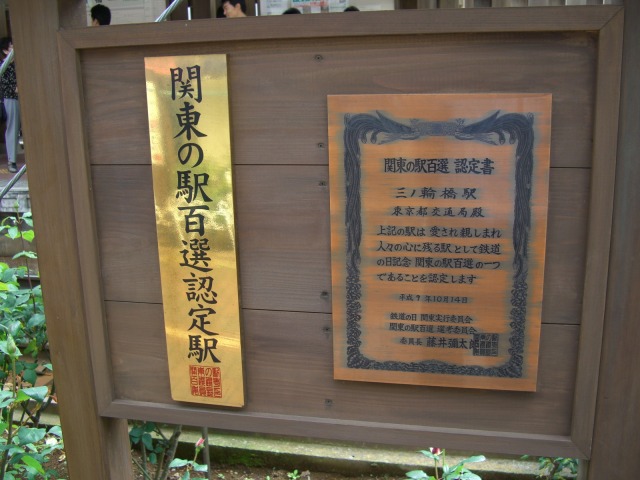 関東の駅百選認定駅
関東の駅百選 認定書
三ノ輪橋駅
東京都交通局殿
上記の駅は 愛され親しまれ
人々の心に残る駅として鉄道
の日記念 関東の駅百選の一つ
であることを認定します
平成9年10月14日
鉄道の日 関東実行委員会
関東の駅百選 選考委員会
委員長 藤井彌太郎